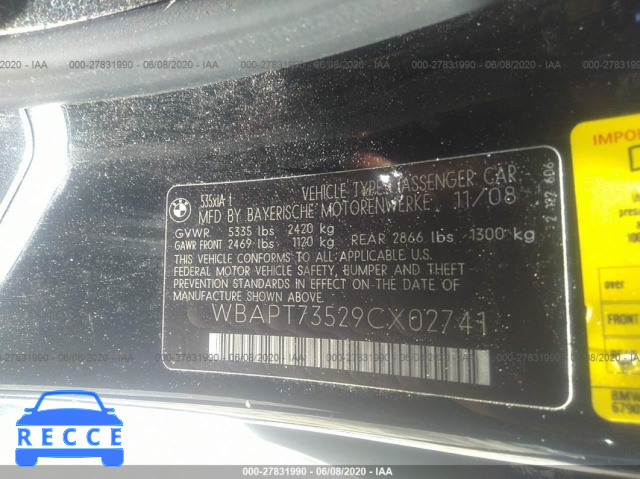 000-27831990 - 06/08/2020 - IAA
000-27831990 - 06/08/2020 - IAA
000-27831990 - 06/08/2020 - IAA
IMPOR
535xiA
VEHICLE TYPE: PASSENGER CAR
MFD BY BAYERISCHE MOTORENWERKE 11/08
GVWR 5335 lbs 2420 kg
GAWR FRONT 2469 lbs 1120 kg REAR 2866 lbs 1300 kg
THIS VEHICLE CONFORMS TO ALL APPLICABLE U.S.
FEDERAL MOTOR VEHICLE SAFETY, BUMPER AND THEFT
PREVENTION STANDARDS IN EFFECT ON THE DATE OF
MANUFACTURE SHOWN ABOVE.
WBAPT73529CX02741
over
BMW
RECCE
000-27831990 - 06/08/2020 - IAA